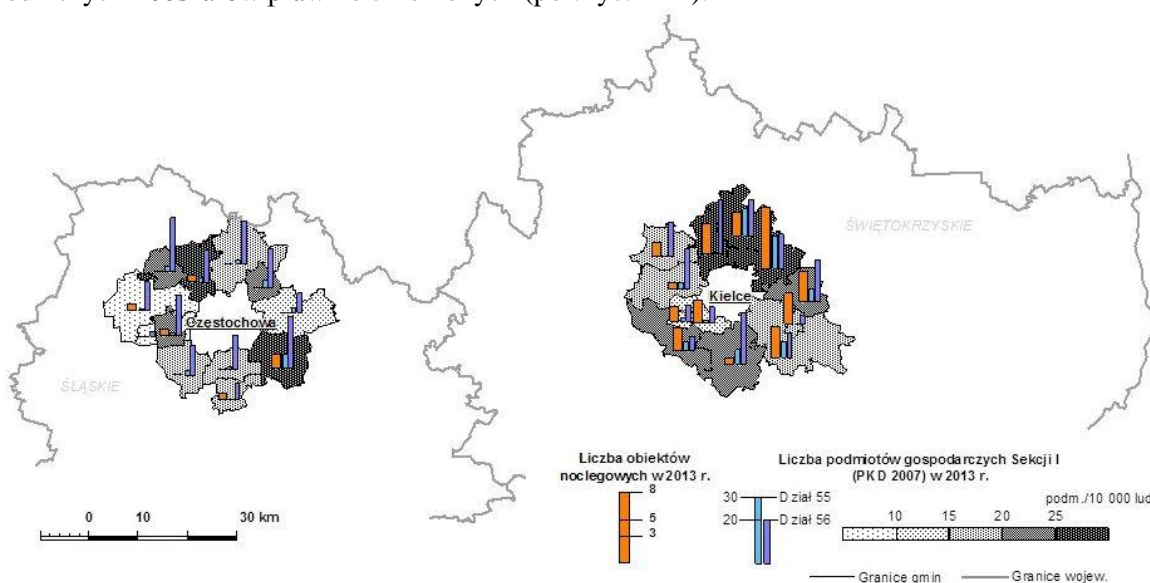 Kielce
ŚWIĘTOKRZYSKIE
Częstochowa
ŚLĄSKIE
Liczba obiektów
noclegowych w 2013 r.
8
5
3
Liczba podmiotów gospodarczych Sekcji I
(PKD 2007) w 2013 r.
30 Dział 55
20 Dział 56
podm./10 000 lud
10 15 20 25
0 10 30 km
Granice gmin Granice wojew.